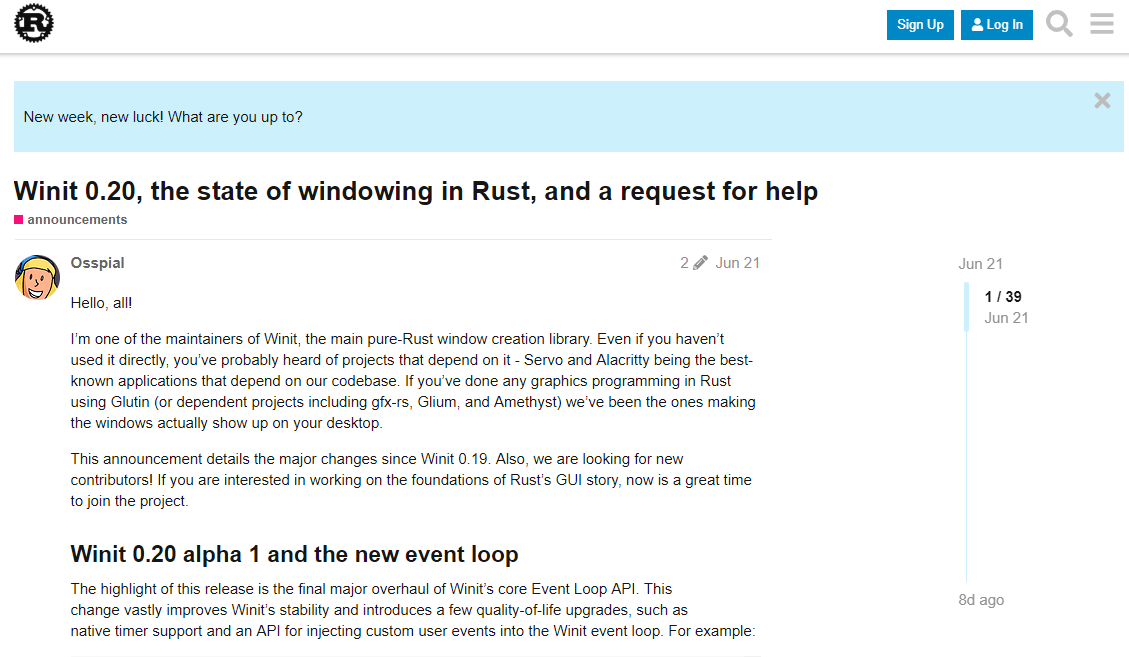 R
Sign Up
Log In
New week, new luck! What are you up to?
Winit 0.20, the state of windowing in Rust, and a request for help
announcements
Osspial
2 Jun 21
Hello, all!
I’m one of the maintainers of Winit, the main pure-Rust window creation library. Even if you haven’t
used it directly, you’ve probably heard of projects that depend on it - Servo and Alacritty being the best-
known applications that depend on our codebase. If you’ve done any graphics programming in Rust
using Glutin (or dependent projects including gfx-rs, Glium, and Amethyst) we’ve been the ones making
the windows actually show up on your desktop.
This announcement details the major changes since Winit 0.19. Also, we are looking for new
contributors! If you are interested in working on the foundations of Rust’s GUI story, now is a great time
to join the project.
Winit 0.20 alpha 1 and the new event loop
The highlight of this release is the final major overhaul of Winit’s core Event Loop API. This
change vastly improves Winit’s stability and introduces a few quality-of-life upgrades, such as
native timer support and an API for injecting custom user events into the Winit event loop. For example:
Jun 21
1 / 39
Jun 21
8d ago